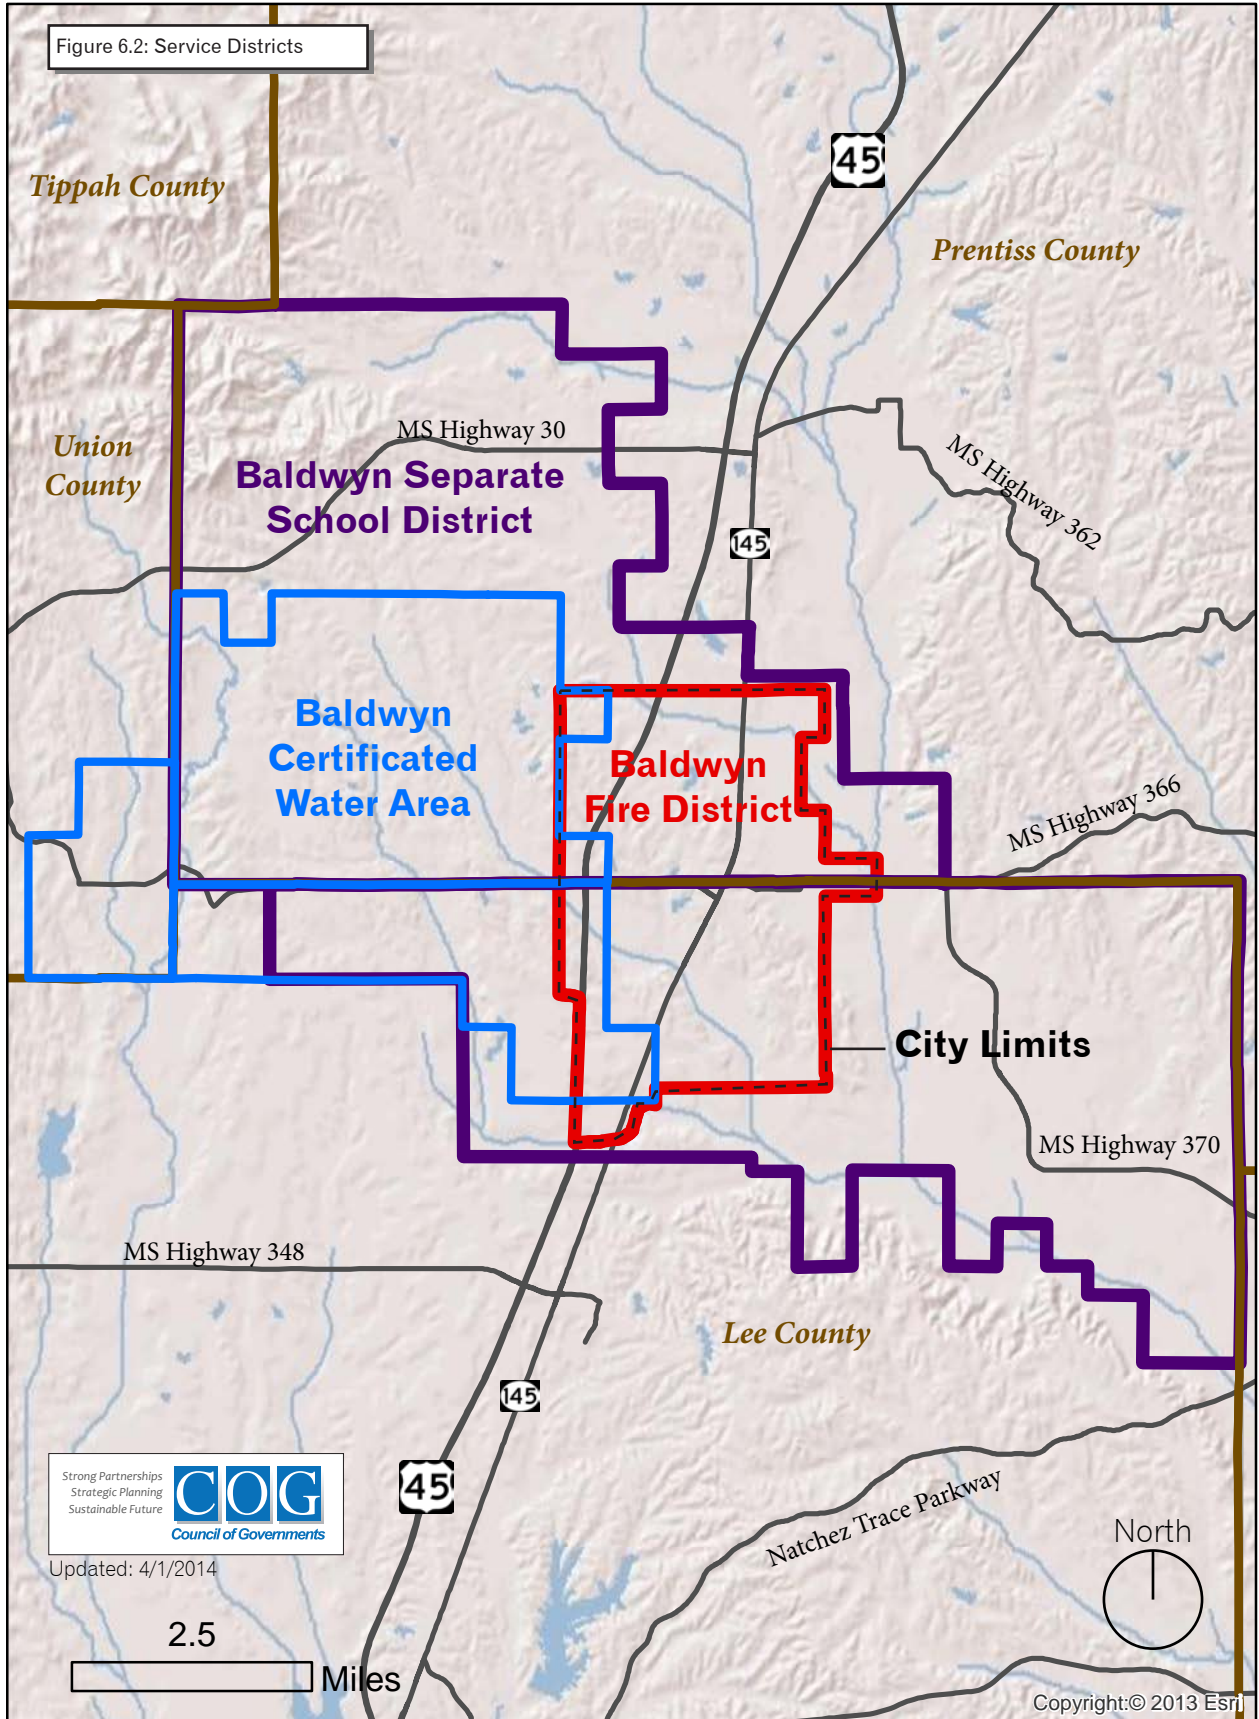 Figure 6.2: Service Districts
45
Tippah County
Prentiss County
MS Highway 30
Union
County
MS Highway 362
Baldwyn Separate
School District
145
Baldwyn
Certificated
Water Area
Baldwyn
Fire District
MS Highway 366
City Limits
MS Highway 370
MS Highway 348
Lee County
145
45
Natchez Trace Parkway
Strong Partnerships
Strategic Planning
Sustainable Future
COG
Council of Governments
Updated: 4/1/2014
North
2.5
Miles
Copyright:© 2013 Esri